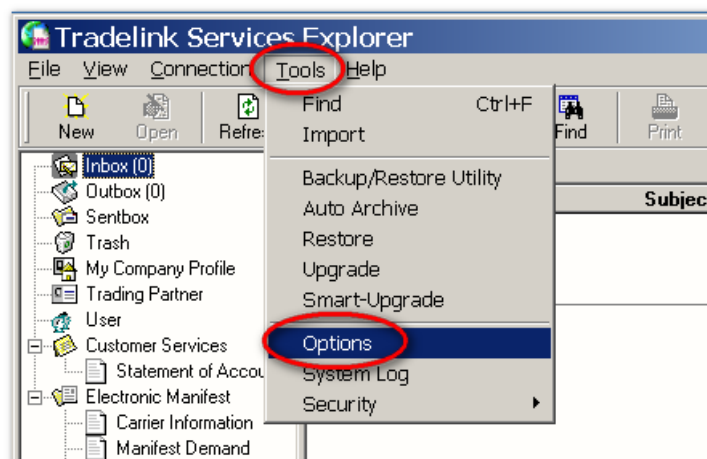 Tradelink Services Explorer
File View Connection Tools Help
New Open Refre Find Print
Find Ctrl+F
Import
Backup/Restore Utility
Auto Archive
Restore
Upgrade
Smart-Upgrade
Options
System Log
Security
Subjec
Inbox (0)
Outbox (0)
Sentbox
Trash
My Company Profile
Trading Partner
User
Customer Services
Statement of Accou
Electronic Manifest
Carrier Information
Manifest Demand